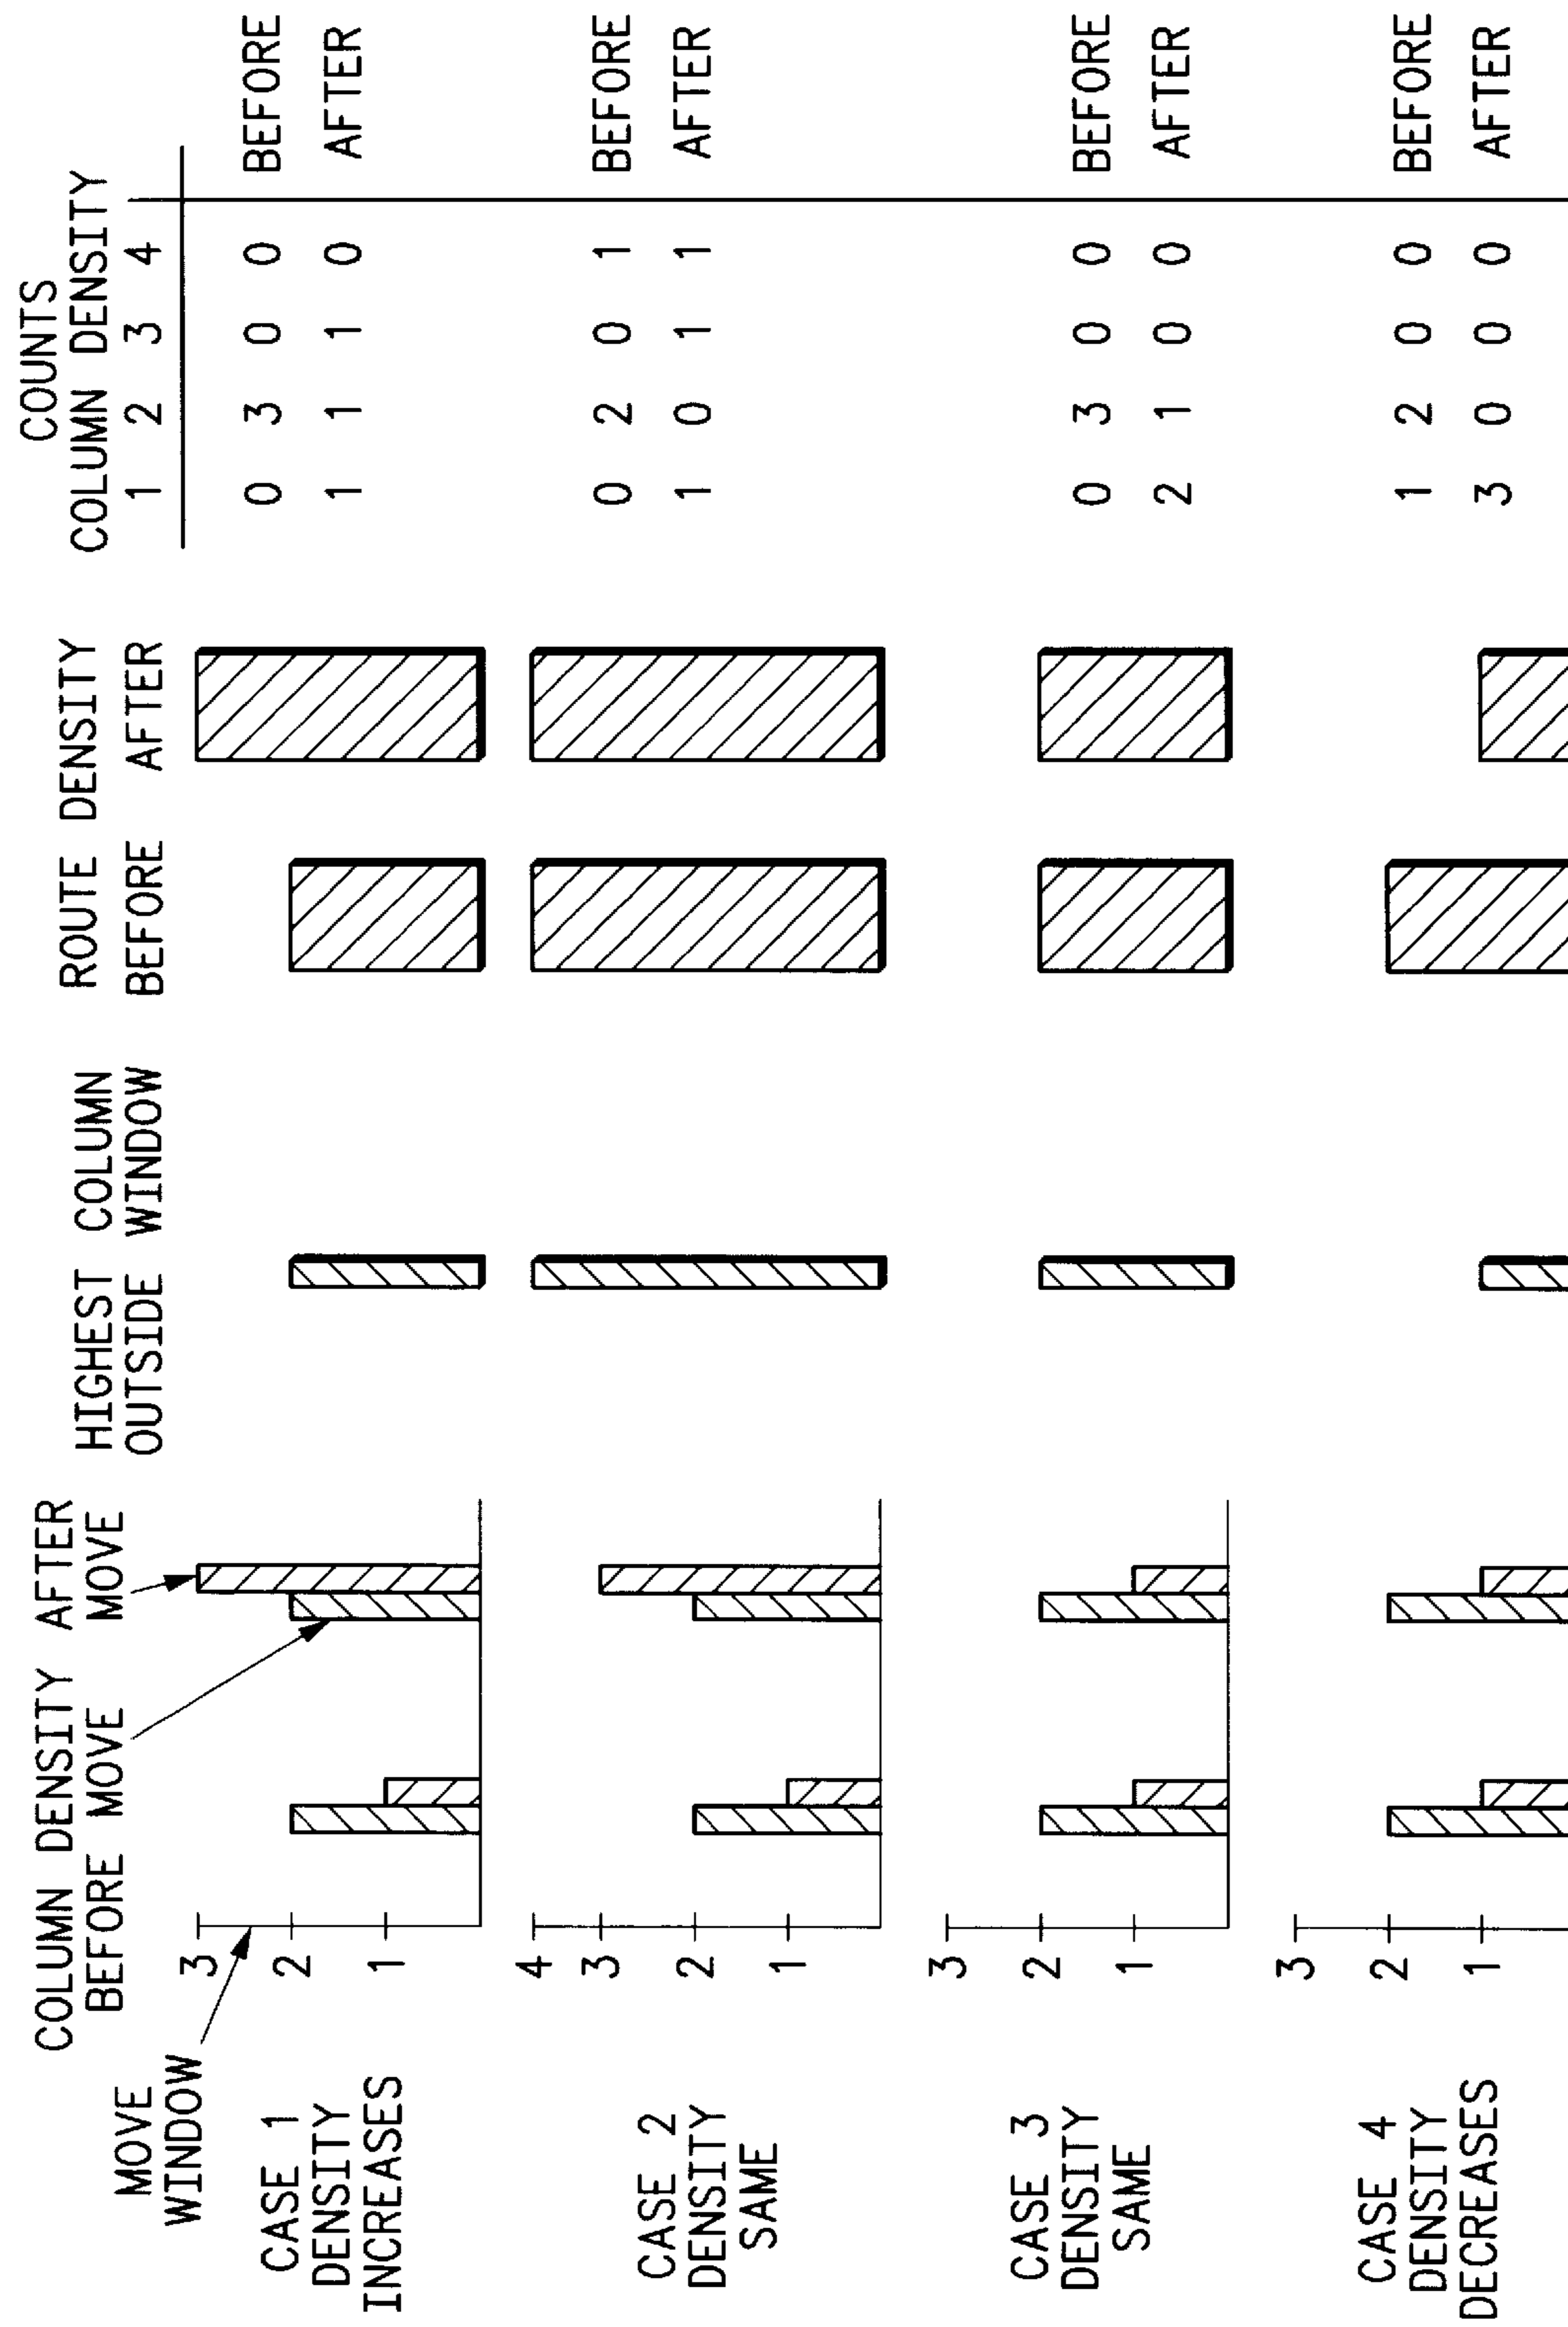 COLUMN DENSITY AFTER
BEFORE MOVE MOVE
HIGHEST COLUMN
OUTSIDE WINDOW
ROUTE DENSITY
BEFORE AFTER
COUNTS
COLUMN DENSITY
1 2 3 4
MOVE
WINDOW
CASE 1
DENSITY
INCREASES
3
2
1
0 3 0 0 BEFORE
1 1 1 0 AFTER
CASE 2
DENSITY
SAME
4
3
2
1
0 2 0 1 BEFORE
1 0 1 1 AFTER
CASE 3
DENSITY
SAME
3
2
1
0 3 0 0 BEFORE
2 1 0 0 AFTER
CASE 4
DENSITY
DECREASES
3
2
1
1 2 0 0 BEFORE
3 0 0 0 AFTER